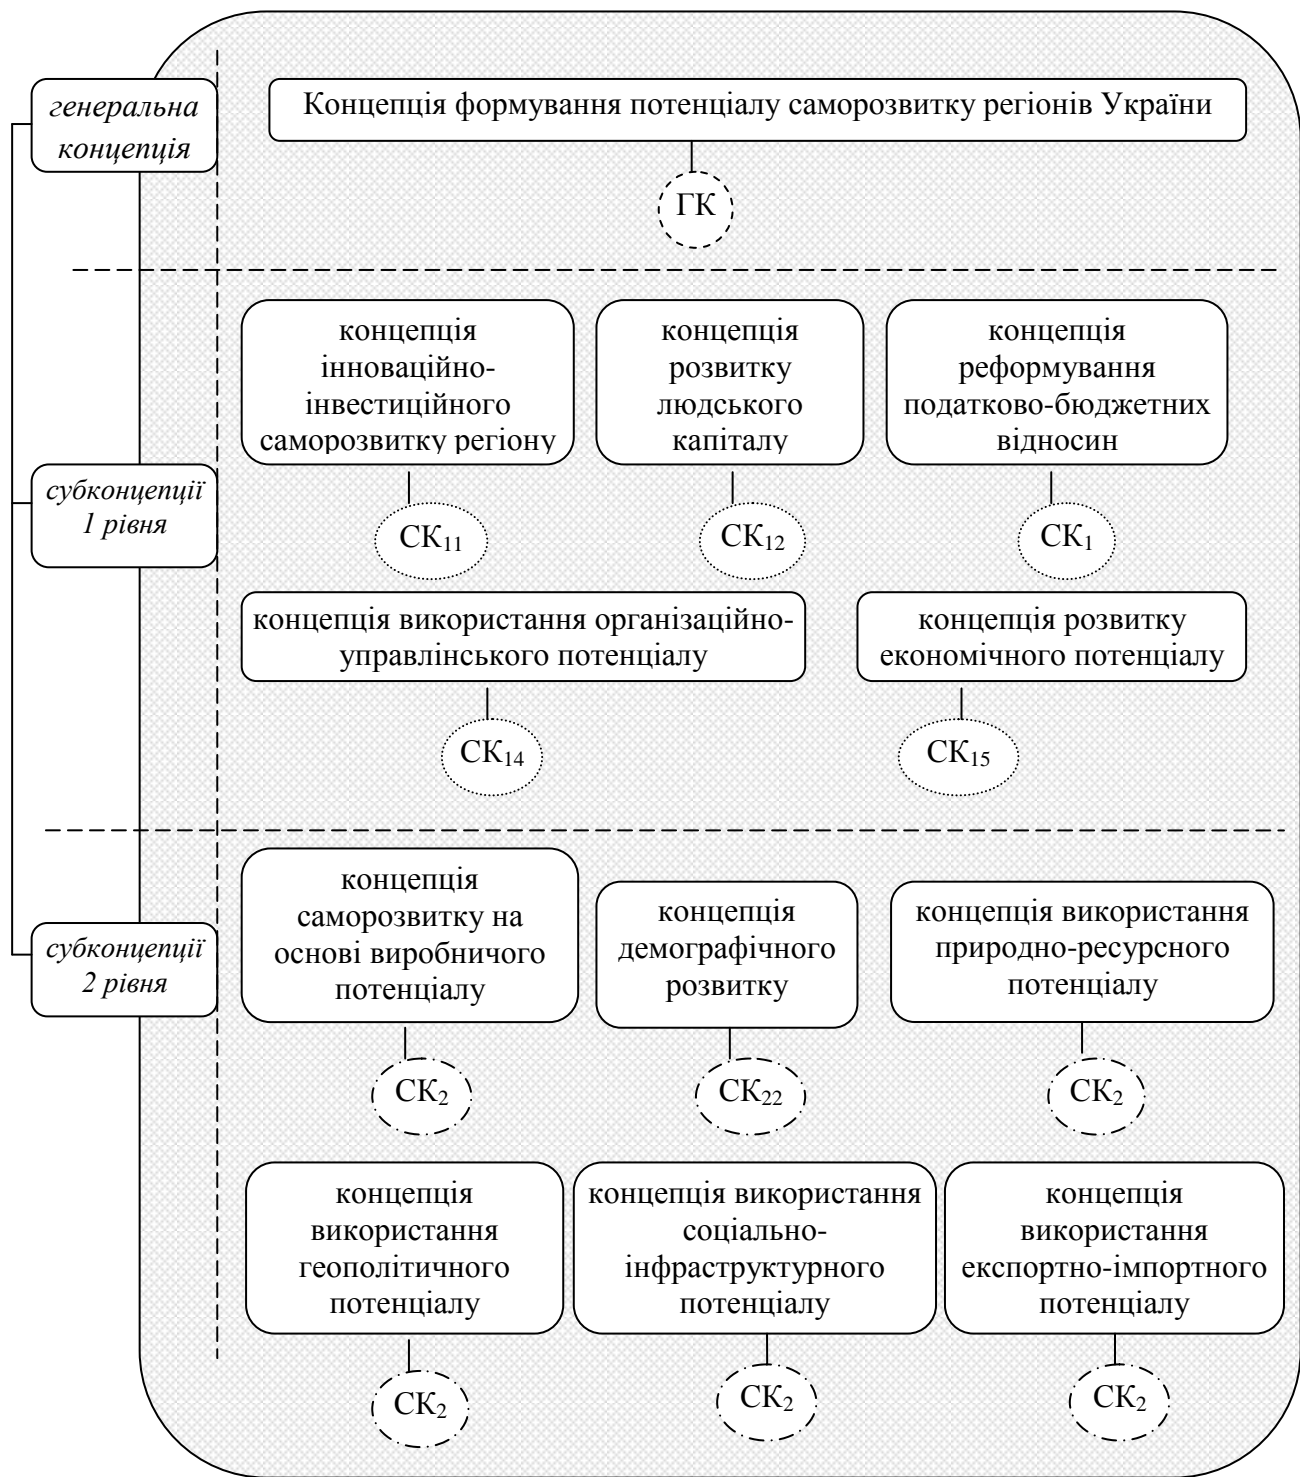 генеральна
концепція
Концепція формування потенціалу саморозвитку регіонів України
ГК
субконцепції
1 рівня
концепція
інноваційно-
інвестиційного
саморозвитку регіону
СК₁₁
концепція
розвитку
людського
капіталу
СК₁₂
концепція
реформування
податково-бюджетних
відносин
СК₁
концепція використання організаційно-
управлінського потенціалу
СК₁₄
концепція розвитку
економічного потенціалу
СК₁₅
субконцепції
2 рівня
концепція
саморозвитку на
основі виробничого
потенціалу
СК₂
концепція
демографічного
розвитку
СК₂₂
концепція використання
природно-ресурсного
потенціалу
СК₂
концепція
використання
геополітичного
потенціалу
СК₂
концепція використання
соціально-
інфраструктурного
потенціалу
СК₂
концепція
використання
експортно-імпортного
потенціалу
СК₂